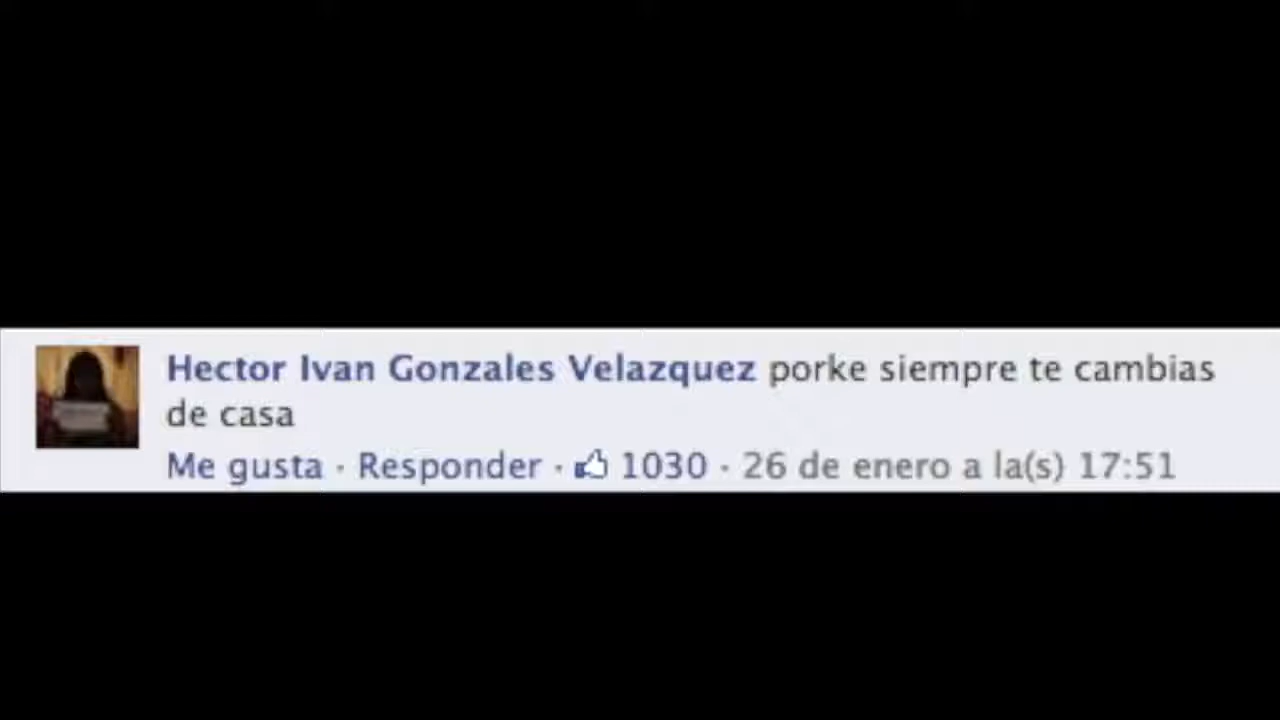 Hector Ivan Gonzales Velazquez porke siempre te cambias
de casa
Me gusta · Responder · 1030 · 26 de enero a la(s) 17:51